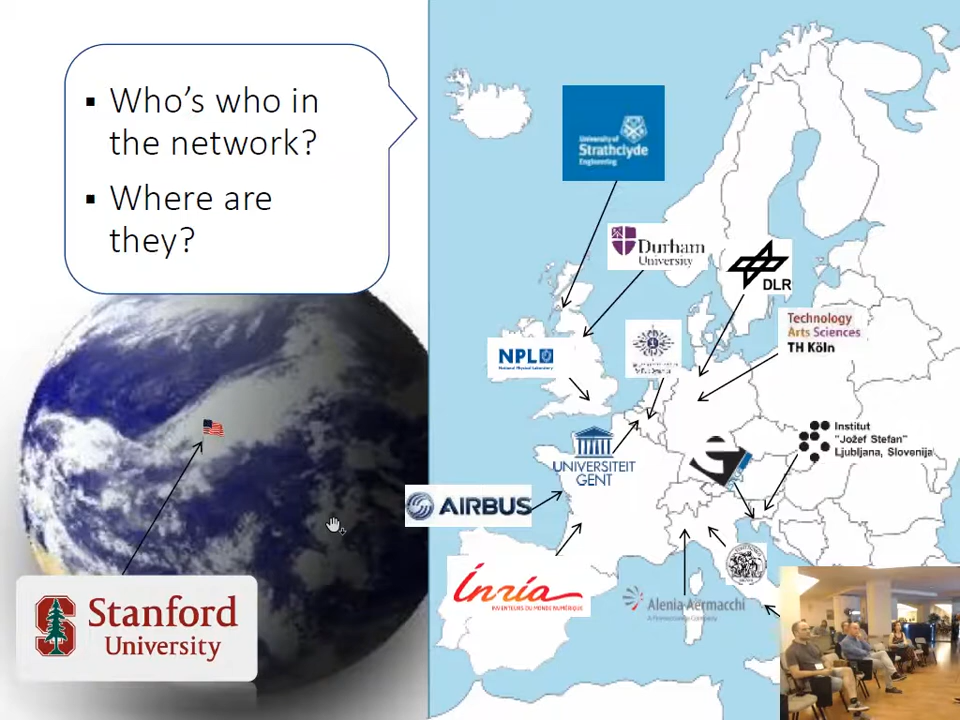 ▪ Who's who in
the network?
▪ Where are
they?
University of
Strathclyde
Engineering
Durham
University
DLR
Technology
Arts Sciences
TH Köln
NPL
National Physical Laboratory
UNIVERSITEIT
GENT
Institut
"Jožef Stefan"
Ljubljana, Slovenija
AIRBUS
Inria
INVENTEURS DU MONDE NUMÉRIQUE
Alenia Aermacchi
A Finmeccanica Company
S
Stanford
University